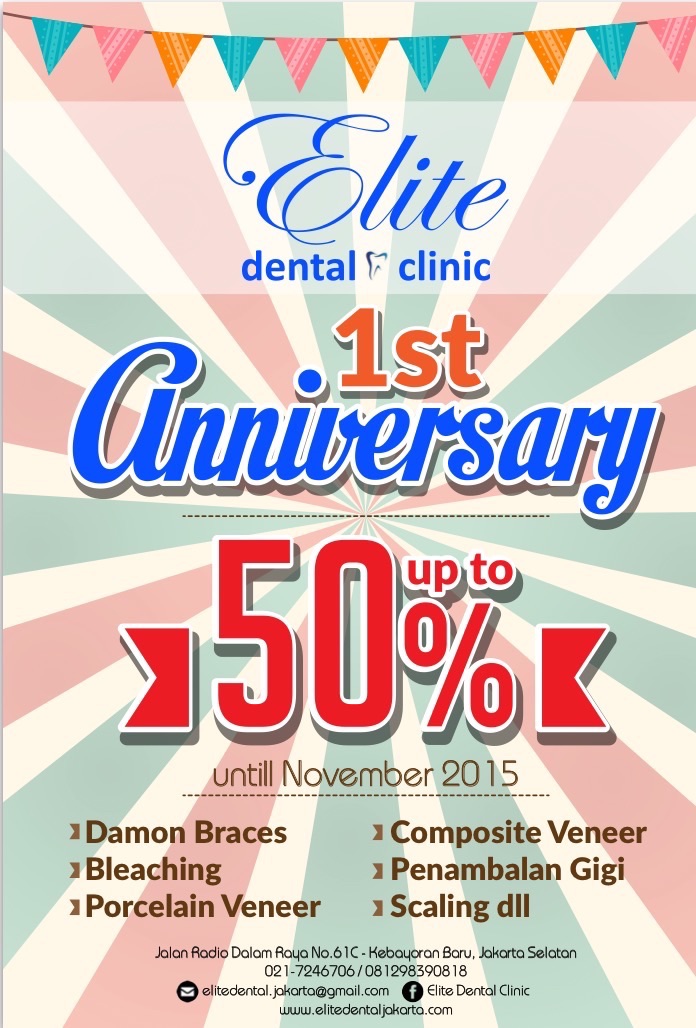 Elite
dental clinic
1st
Anniversary
up to
50%
untill November 2015
Damon Braces
Bleaching
Porcelain Veneer
Composite Veneer
Penambalan Gigi
Scaling dll
Jalan Radio Dalam Raya No.61C - Kebayoran Baru, Jakarta Selatan
021-7246706 / 081298390818
elitedental.jakarta@gmail.com Elite Dental Clinic
www.elitedentaljakarta.com